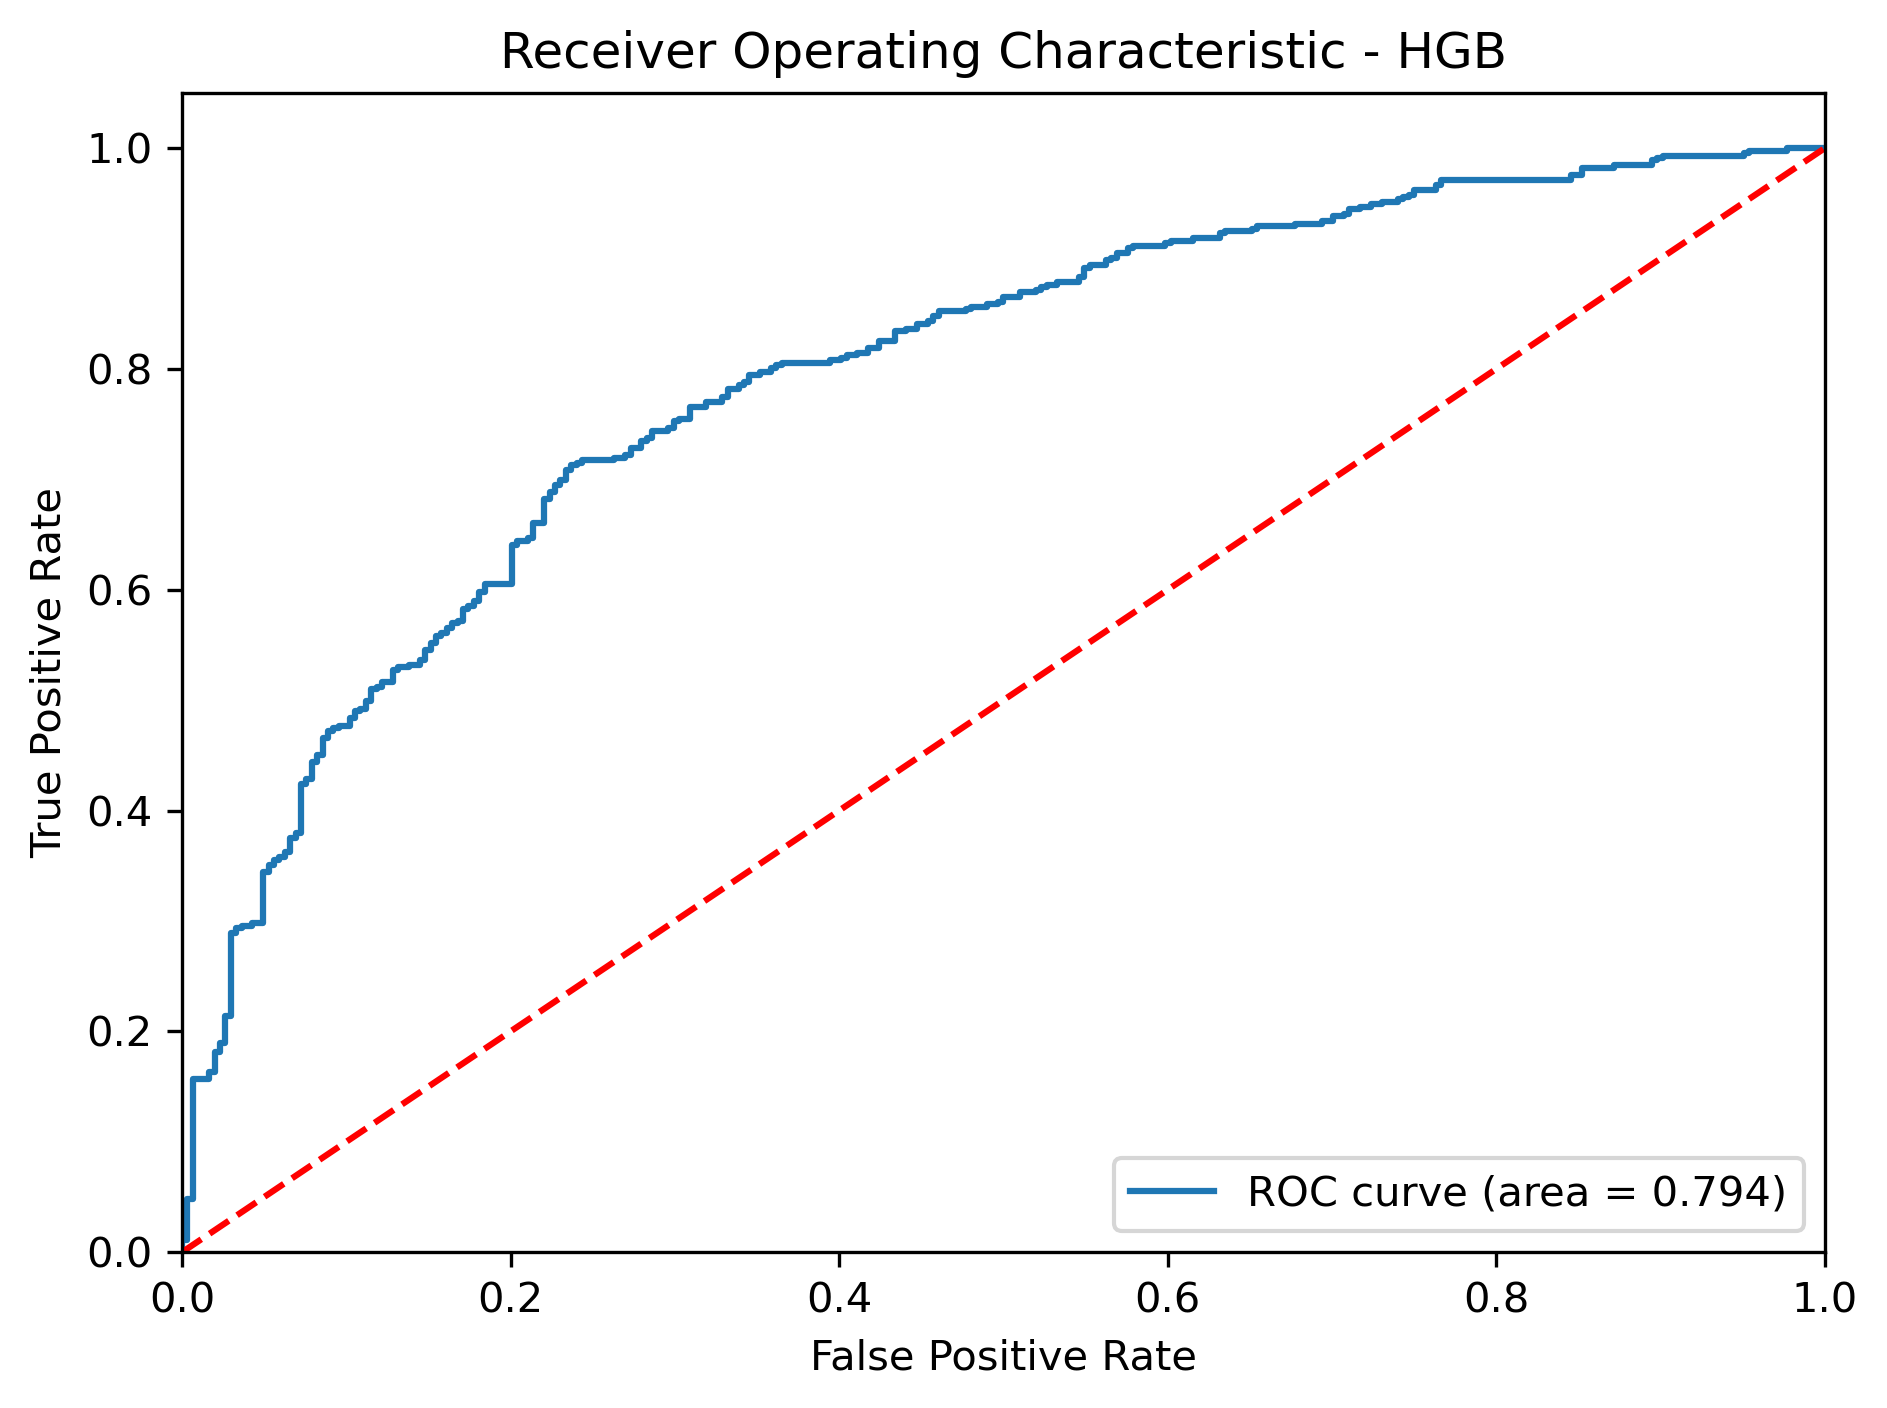 Receiver Operating Characteristic - HGB
1.0
0.8
0.6
0.4
0.2
0.0
True Positive Rate
ROC curve (area = 0.794)
0.0 0.2 0.4 0.6 0.8 1.0
False Positive Rate